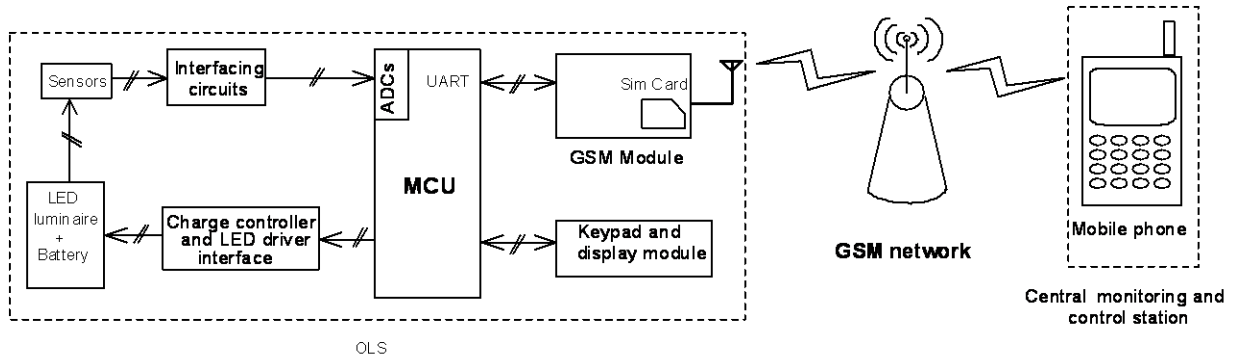 Sensors
Interfacing
circuits
ADCs
UART
Sim Card
GSM Module
MCU
LED
luminaire
+
Battery
Charge controller
and LED driver
interface
Keypad and
display module
OLS
GSM network
Mobile phone
Central monitoring and
control station